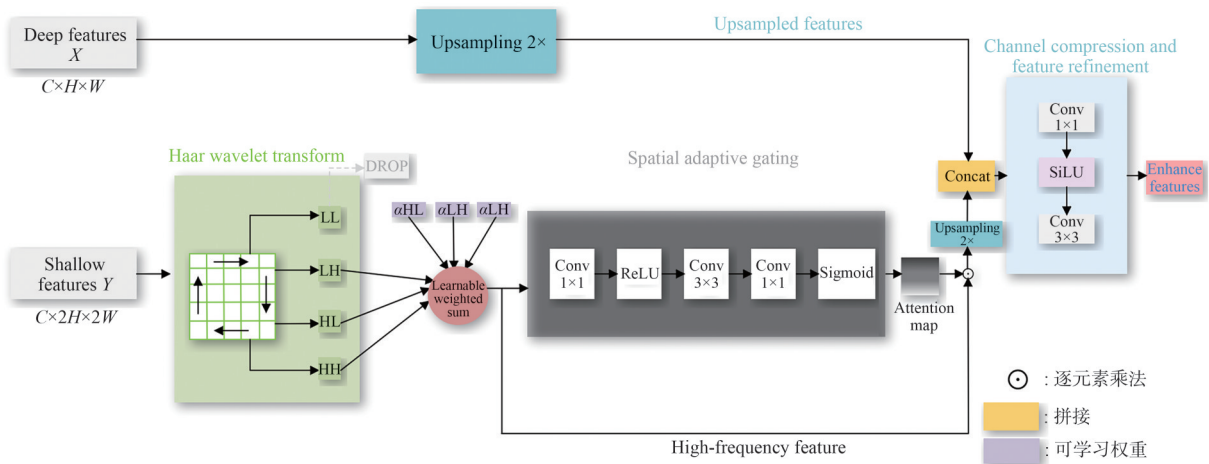 Deep features
X
C×H×W
Upsampling 2×
Upsampled features
Channel compression and
feature refinement
Conv
1×1
SiLU
Conv
3×3
Enhance
features
Concat
Upsampling
2×
Haar wavelet transform
DROP
LL
LH
HL
HH
Shallow
features Y
C×2H×2W
αHL
αLH
αLH
Learnable
weighted
sum
Spatial adaptive gating
Conv
1×1
ReLU
Conv
3×3
Conv
1×1
Sigmoid
Attention
map
High-frequency feature
⊙ : 逐元素乘法
: 拼接
: 可学习权重